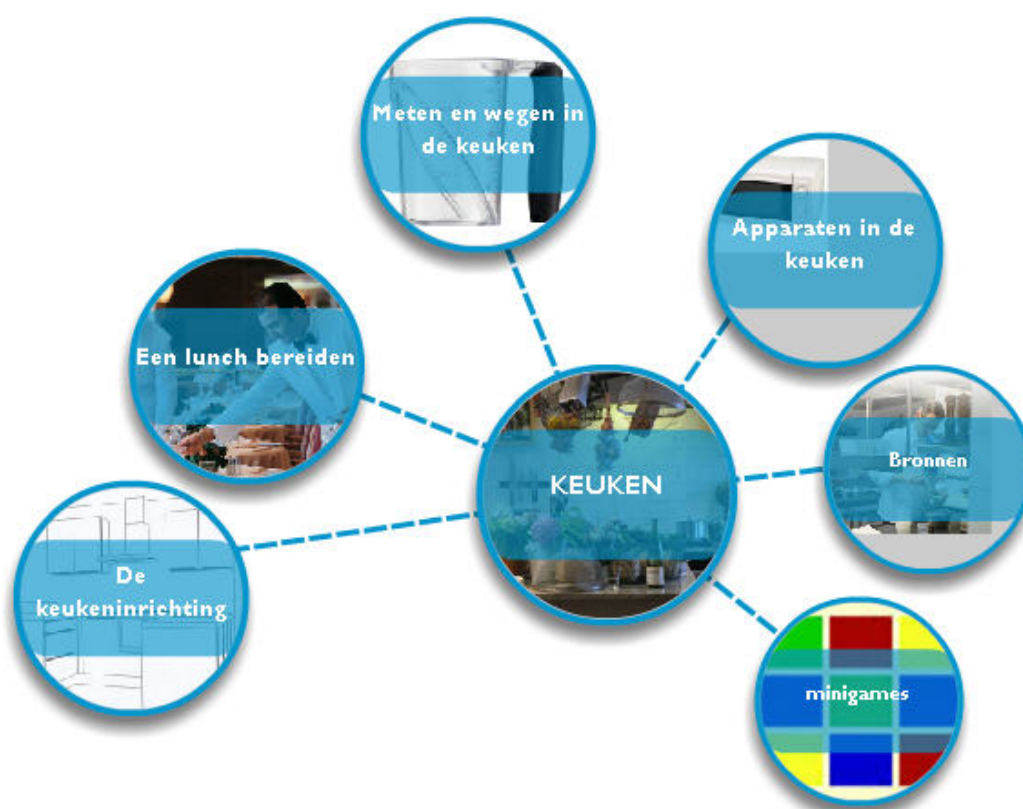 Meten en wegen in
de keuken
Apparaten in de
keuken
Een lunch bereiden
Bronnen
KEUKEN
De
keukeninrichting
minigames